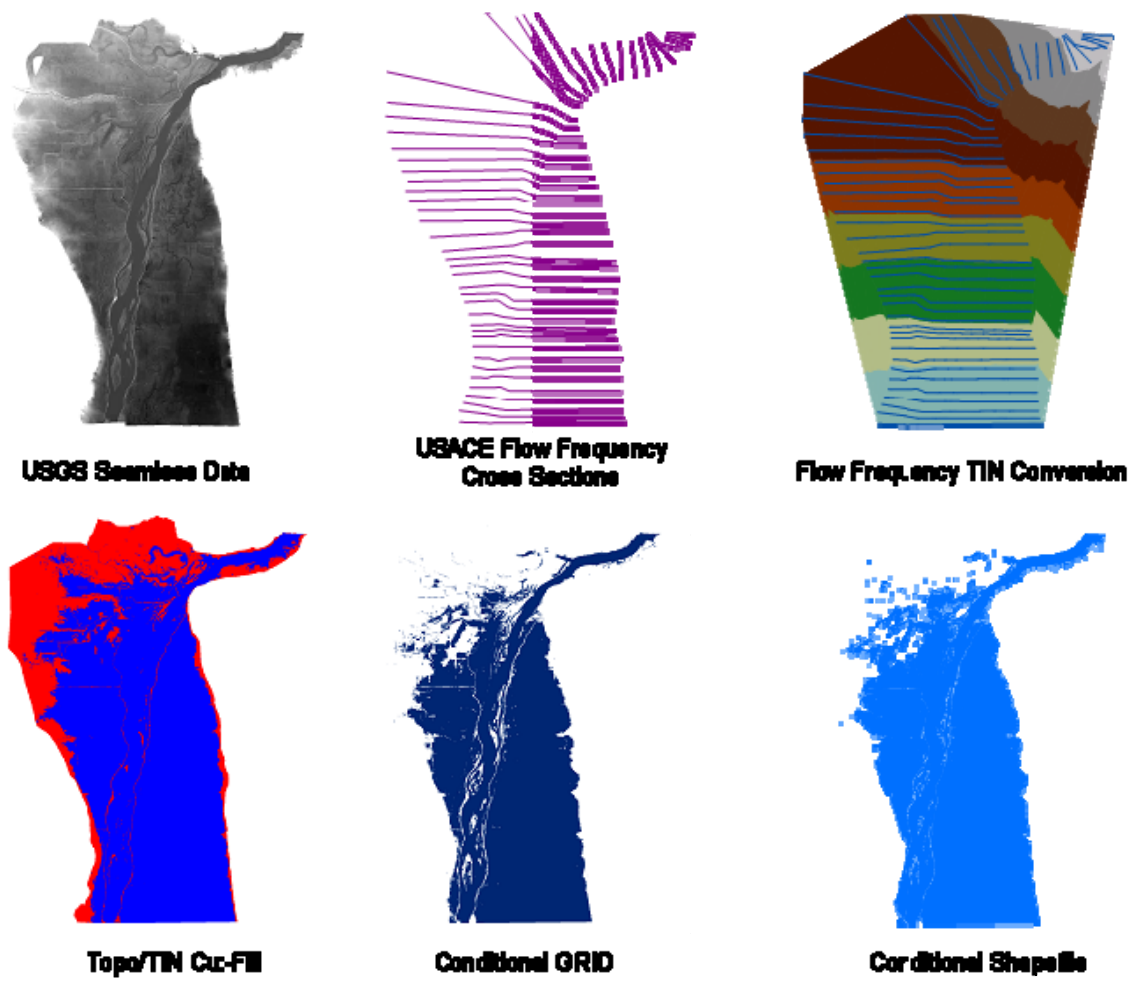 USGS Seamless Data
USACE Flow Frequency
Cross Sections
Flow Frequency TIN Conversion
Topo/TIN Cut-Fill
Conditional GRID
Conditional Shapefile